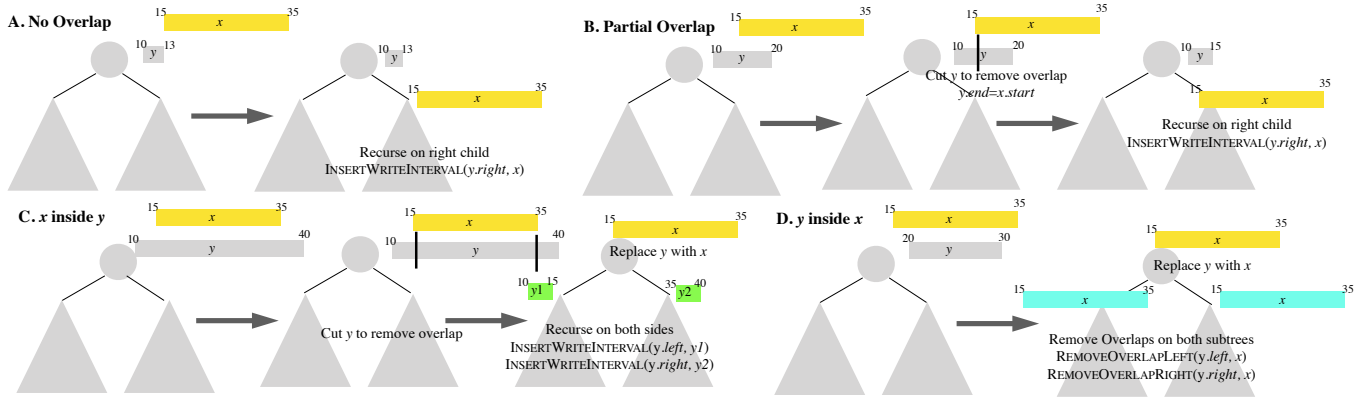 A. No Overlap
15 35
x
10 13
y
10 13
y
15 35
x
Recurse on right child
INSERTWRITEINTERVAL(y.right, x)
B. Partial Overlap
15 35
x
10 20
y
15 35
x
10 20
y
Cut y to remove overlap
y.end=x.start
10 15
y
15 35
x
Recurse on right child
INSERTWRITEINTERVAL(y.right, x)
C. x inside y
15 35
x
10 40
y
15 35
x
10 40
y
Cut y to remove overlap
15 35
x
Replace y with x
10 15
y1
35 40
y2
Recurse on both sides
INSERTWRITEINTERVAL(y.left, y1)
INSERTWRITEINTERVAL(y.right, y2)
D. y inside x
15 35
x
20 30
y
15 35
x
Replace y with x
15 35
x
15 35
x
Remove Overlaps on both subtrees
REMOVEOVERLAPLEFT(y.left, x)
REMOVEOVERLAPRIGHT(y.right, x)